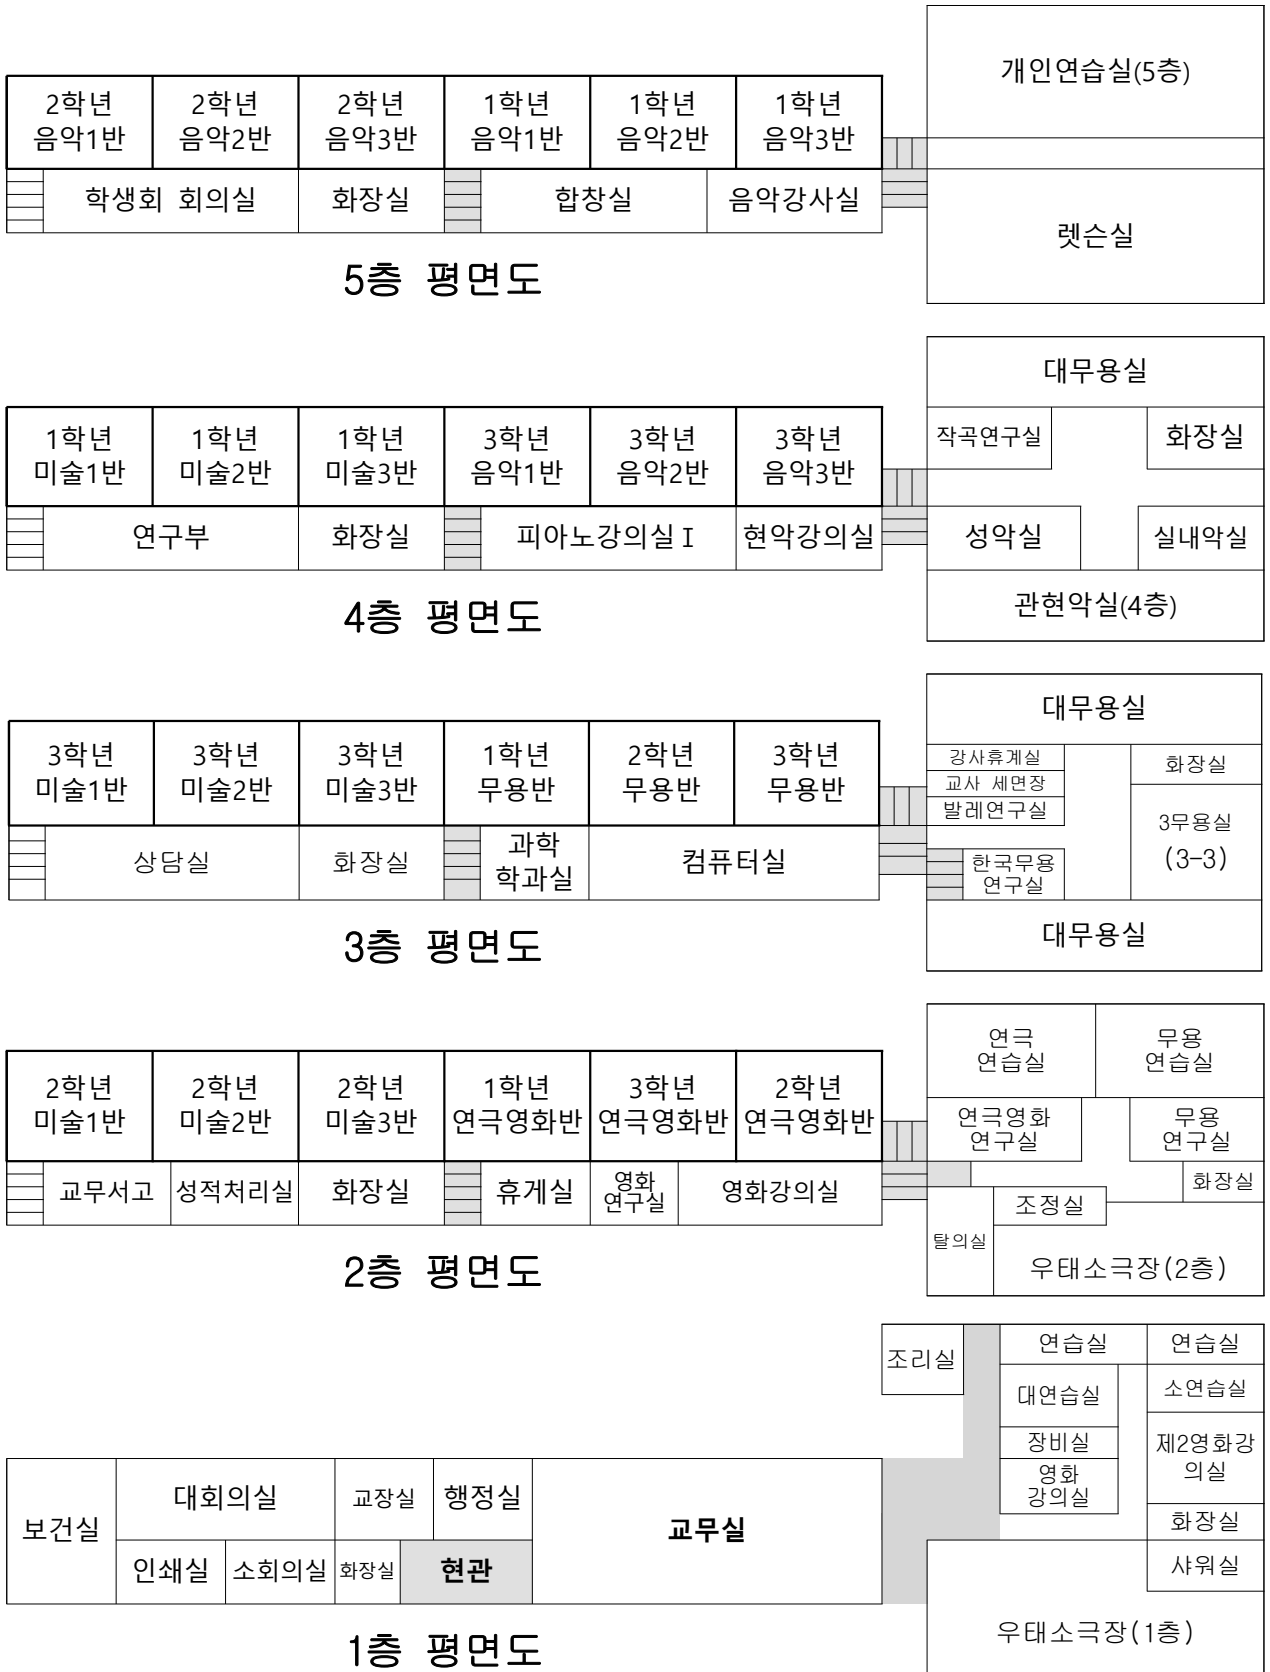 개인연습실(5층)
2학년
음악1반
2학년
음악2반
2학년
음악3반
1학년
음악1반
1학년
음악2반
1학년
음악3반
학생회 회의실
화장실
합창실
음악강사실
렛슨실
5층 평면도
대무용실
1학년
미술1반
1학년
미술2반
1학년
미술3반
3학년
음악1반
3학년
음악2반
3학년
음악3반
작곡연구실
화장실
연구부
화장실
피아노강의실 I
현악강의실
성악실
실내악실
관현악실(4층)
4층 평면도
대무용실
3학년
미술1반
3학년
미술2반
3학년
미술3반
1학년
무용반
2학년
무용반
3학년
무용반
강사휴게실
교사 세면장
발레연구실
화장실
3무용실
(3-3)
상담실
화장실
과학
학과실
컴퓨터실
한국무용
연구실
대무용실
3층 평면도
연극
연습실
무용
연습실
2학년
미술1반
2학년
미술2반
2학년
미술3반
1학년
연극영화반
3학년
연극영화반
2학년
연극영화반
연극영화
연구실
무용
연구실
교무서고
성적처리실
화장실
휴게실
영화
연구실
영화강의실
화장실
조정실
탈의실
우태소극장(2층)
2층 평면도
조리실
연습실
연습실
대연습실
소연습실
장비실
제2영화강
의실
영화
강의실
화장실
샤워실
보건실
대회의실
교장실
행정실
교무실
인쇄실
소회의실
화장실
현관
우태소극장(1층)
1층 평면도